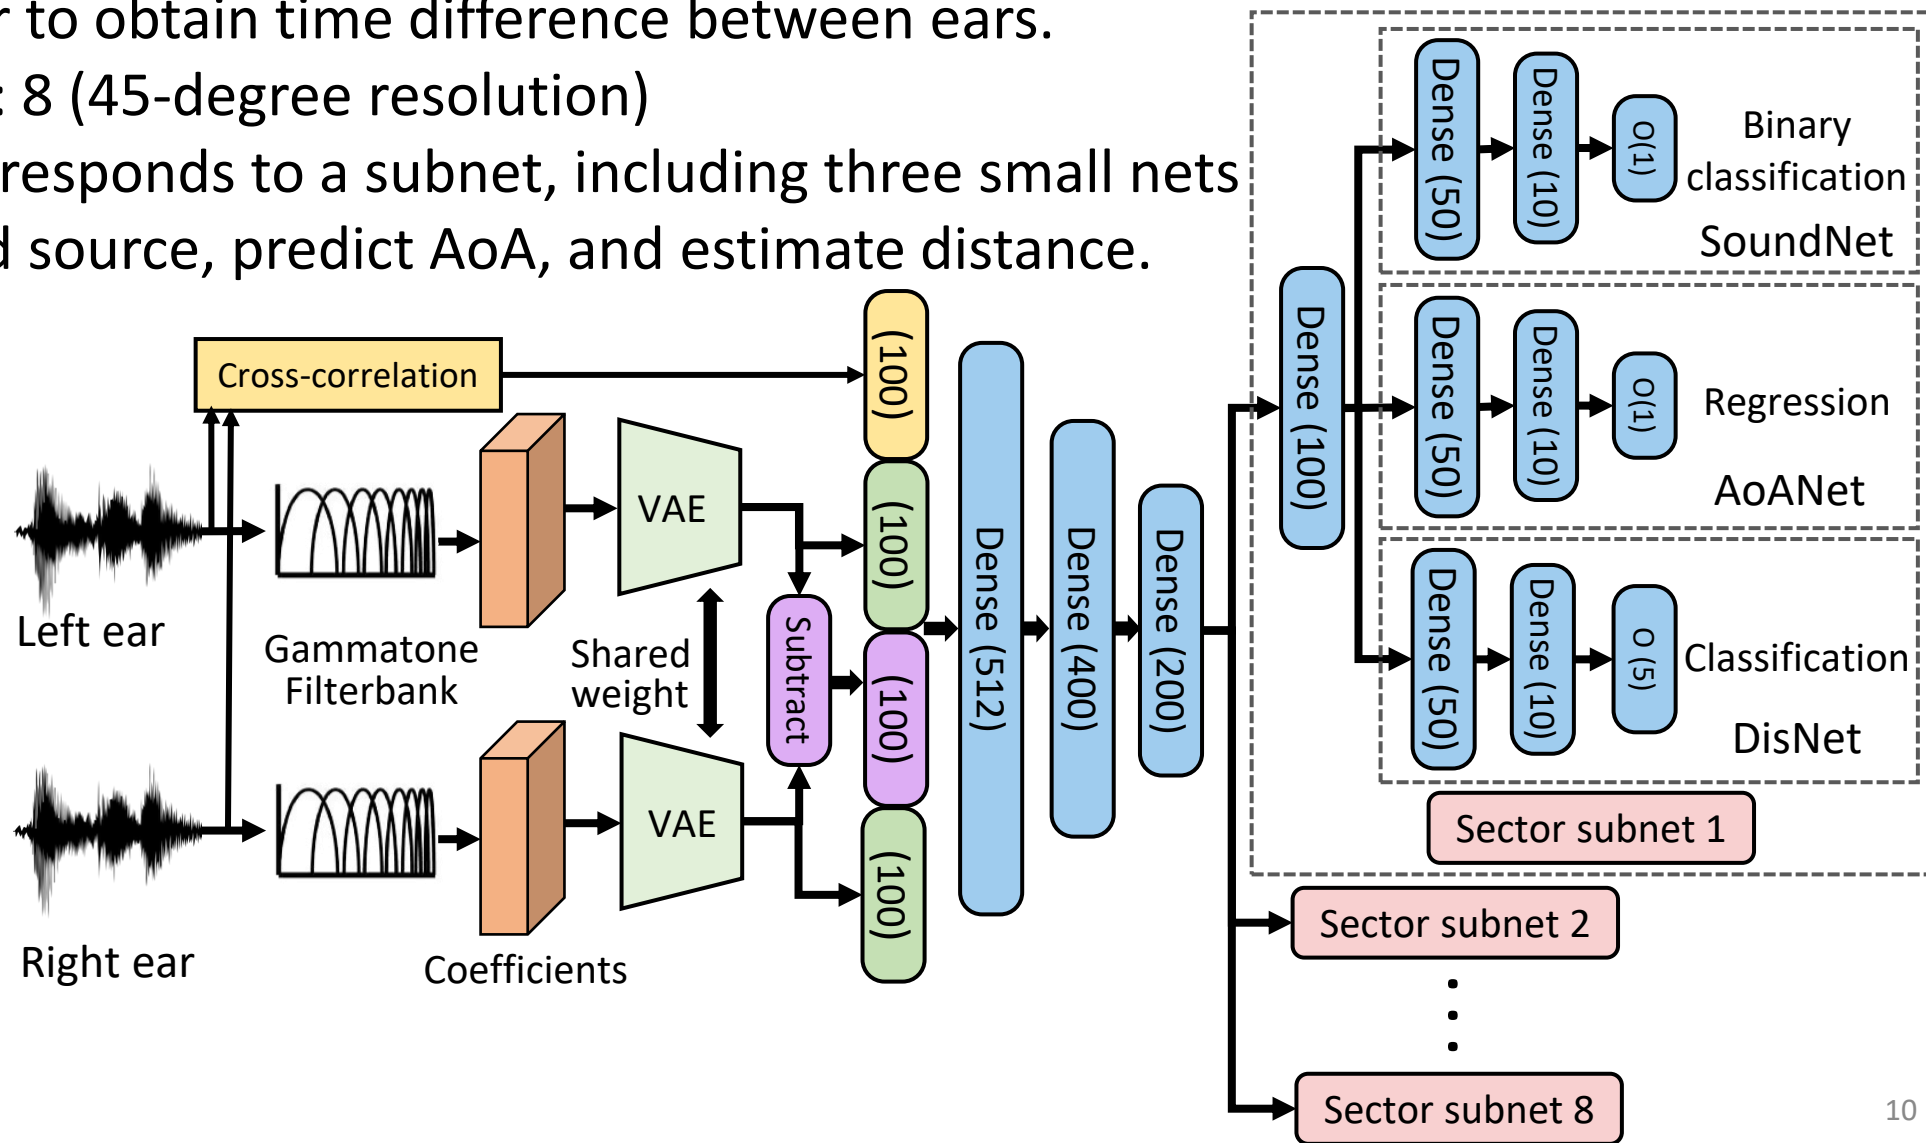 r to obtain time difference between ears.
: 8 (45-degree resolution)
responds to a subnet, including three small nets
d source, predict AoA, and estimate distance.
Cross-correlation
Left ear
Right ear
Gammatone
Filterbank
Coefficients
VAE
VAE
Shared
weight
Subtract
(100)
(100)
(100)
(100)
Dense (512)
Dense (400)
Dense (200)
Dense (100)
Dense (50)
Dense (10)
O(1)
Binary
classification
SoundNet
Dense (50)
Dense (10)
O(1)
Regression
AoANet
Dense (50)
Dense (10)
O (5)
Classification
DisNet
Sector subnet 1
Sector subnet 2
Sector subnet 8
10